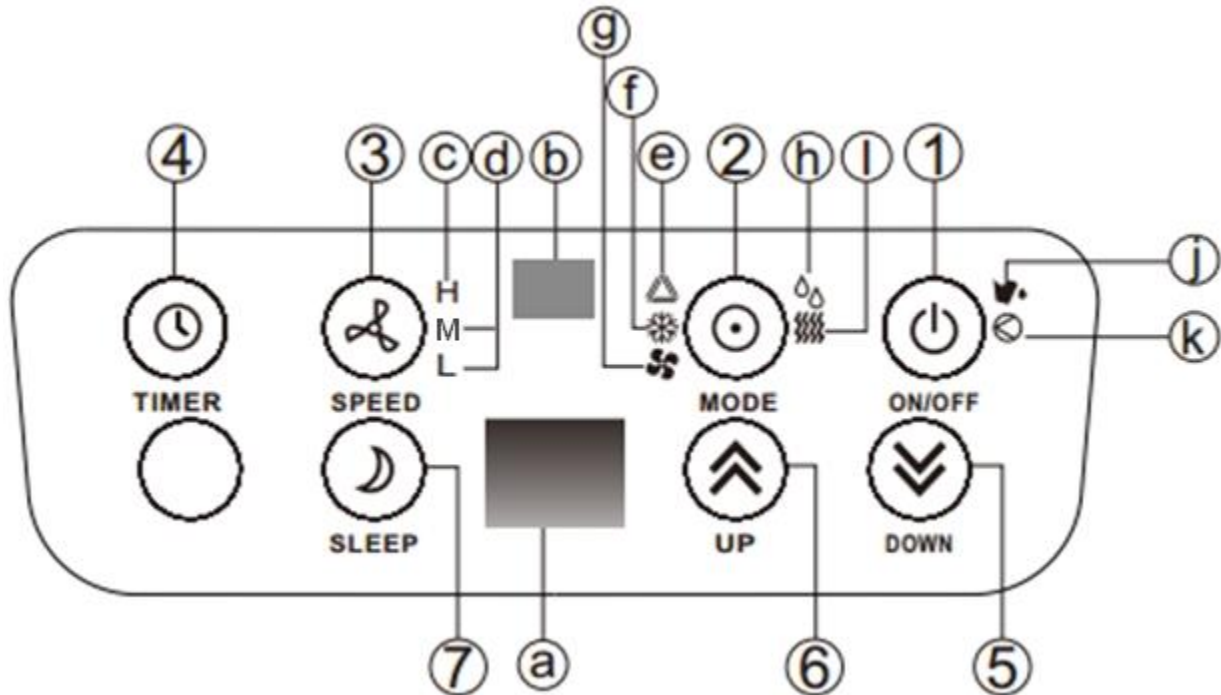 g
f
4 3 c d b e 2 h l 1
j
H
M
k
L
TIMER SPEED MODE ON/OFF
SLEEP UP DOWN
7 a 6 5